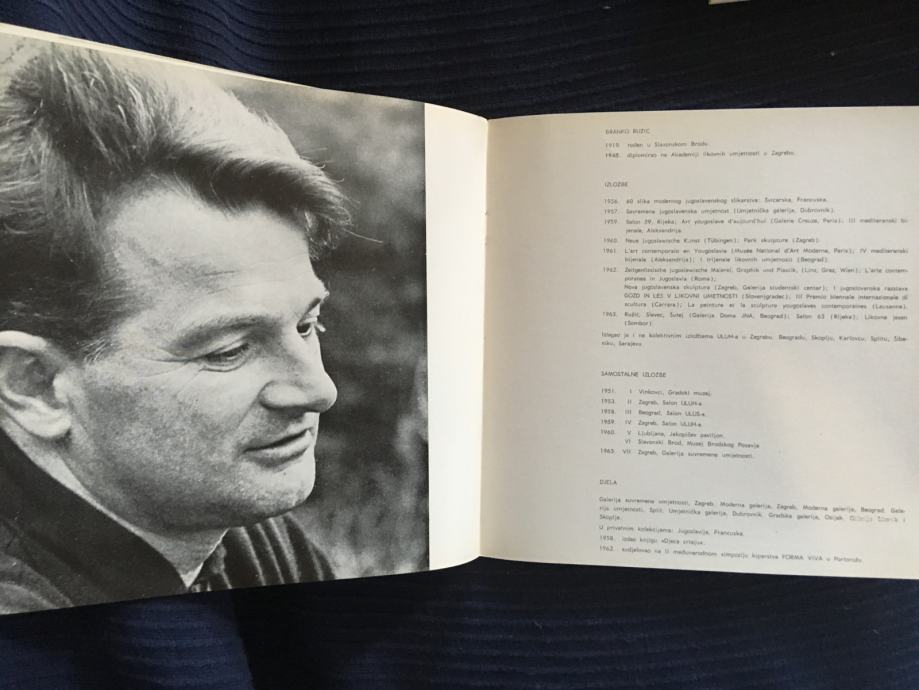 BRANKO RUŽIĆ
1919. rođen u Slavonskom Brodu.
1948. diplomirao na Akademiji likovnih umjetnosti u Zagrebu.
IZLOŽBE
1956. 60 slika modernog jugoslavenskog slikarstva: Švicarska, Francuska.
1957. Savremena jugoslavenska umjetnost (Umjetnička galerija, Dubrovnik).
1959. Salon 59, Rijeka; Art yougoslave d'aujourd'hui (Galerie Creuze, Paris); III mediteranski bi-
jenale, Aleksandrija.
1960. Neue jugoslawische Kunst (Tübingen); Park skulpture (Zagreb).
1961. L'art contemporain en Yougoslavie (Musée National d'Art Moderne, Paris); IV mediteranski
bijenale (Aleksandrija); I trijenale likovnih umjetnosti (Beograd).
1962. Zeitgenössische jugoslawische Malerei, Graphik und Plastik, (Linz, Graz, Wien); L'arte contem-
poranea in Jugoslavia (Roma);
Nova jugoslavenska skulptura (Zagreb, Galerija studentski centar); I jugoslovenska razstava
GOZD IN LES V LIKOVNI UMETNOSTI (Slovenjgradec); III Premio biennale internazionale di
scultura (Carrara); La peinture et la sculpture yougoslaves contemporaines (Lausanne).
1963. Ružić, Slevec, Šutej (Galerija Doma JNA, Beograd); Salon 63 (Rijeka); Likovna jesen
(Sombor).
Izlagao je i na kolektivnim izložbama ULUH-a u Zagrebu, Beogradu, Skoplju, Karlovcu, Splitu, Šibe-
niku, Sarajevu.
SAMOSTALNE IZLOŽBE
1951. I Vinkovci, Gradski muzej.
1953. II Zagreb, Salon ULUH-a.
1958. III Beograd, Salon ULUS-a.
1959. IV Zagreb, Salon ULUH-a.
1960. V Ljubljana, Jakopičev paviljon.
VI Slavonski Brod, Muzej Brodskog Posavlja
1963. VII Zagreb, Galerija suvremene umjetnosti.
DJELA
Galerija suvremene umjetnosti, Zagreb, Moderna galerija, Zagreb, Moderna galerija, Beograd, Gale-
rija umjetnosti, Split, Umjetnička galerija, Dubrovnik, Gradska galerija, Osijek,
Skoplje.
U privatnim kolekcijama: Jugoslavija, Francuska.
1958. izdao knjigu »Djeca crtaju«.
1962. sudjelovao na II međunarodnom simpoziju kiparstva FORMA VIVA u Portorožu.